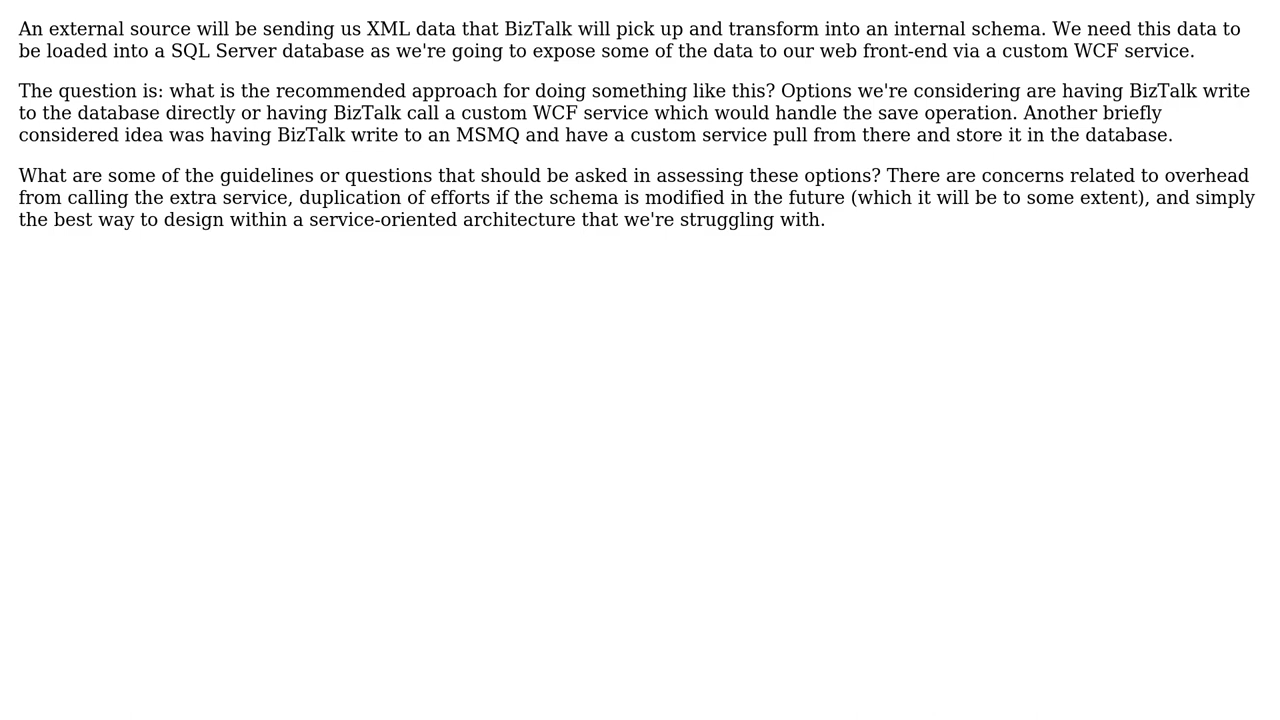 An external source will be sending us XML data that BizTalk will pick up and transform into an internal schema. We need this data to
be loaded into a SQL Server database as we're going to expose some of the data to our web front-end via a custom WCF service.
The question is: what is the recommended approach for doing something like this? Options we're considering are having BizTalk write
to the database directly or having BizTalk call a custom WCF service which would handle the save operation. Another briefly
considered idea was having BizTalk write to an MSMQ and have a custom service pull from there and store it in the database.
What are some of the guidelines or questions that should be asked in assessing these options? There are concerns related to overhead
from calling the extra service, duplication of efforts if the schema is modified in the future (which it will be to some extent), and simply
the best way to design within a service-oriented architecture that we're struggling with.